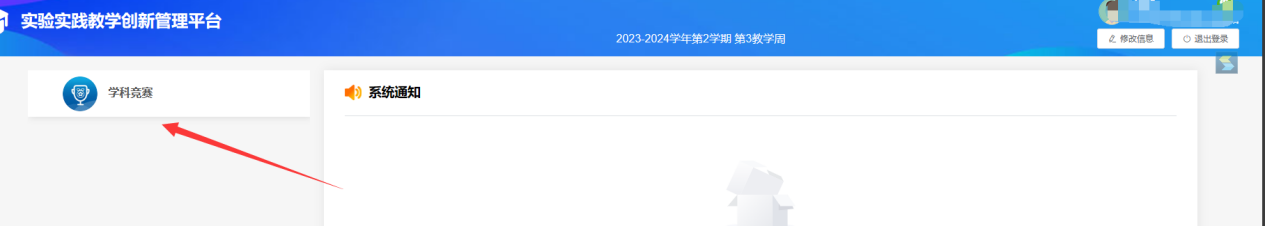 实验实践教学创新管理平台
2023-2024学年第2学期 第3教学周
修改信息
退出登录
学科竞赛
系统通知